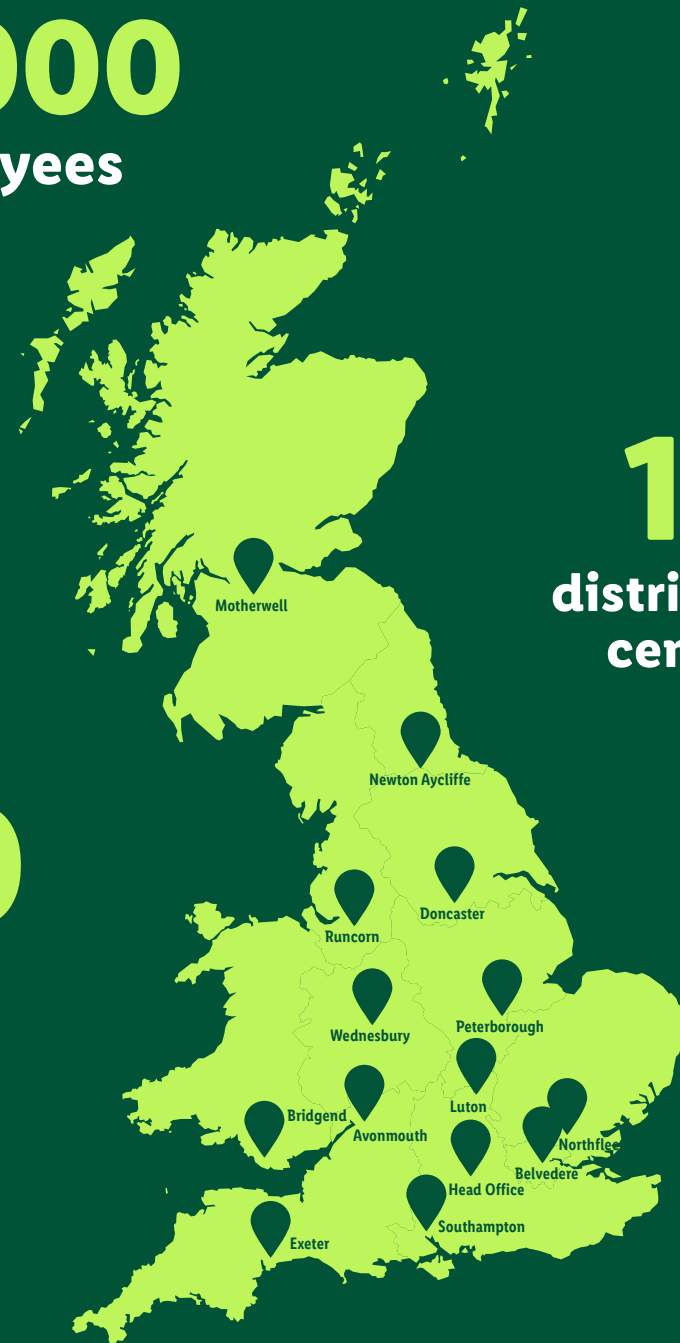 000
yees
1
distri
cen
Motherwell
Newton Aycliffe
Doncaster
Runcorn
Peterborough
Wednesbury
Luton
Bridgend
Avonmouth
Northflee
Belvedere
Head Office
Southampton
Exeter